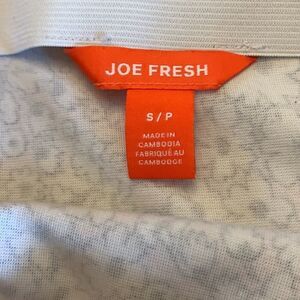 JOE FRESH
S/P
MADE IN
CAMBODIA
FABRIQUÉ AU
CAMBODGE